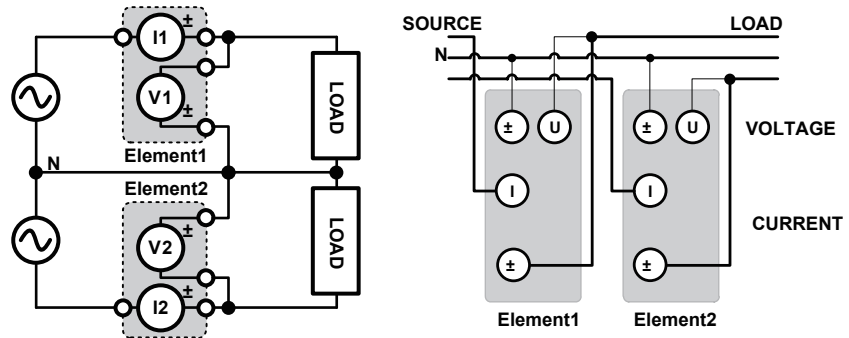 I1
±
V1
±
Element1
LOAD
N
Element2
V2
±
I2
±
LOAD
SOURCE
LOAD
N
± U
± U
VOLTAGE
I
I
CURRENT
±
±
Element1
Element2